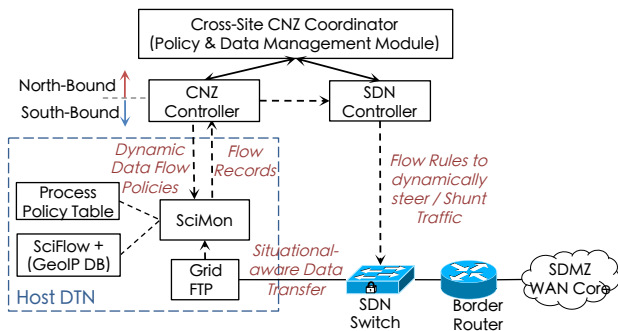 Cross-Site CNZ Coordinator
(Policy & Data Management Module)
North-Bound
South-Bound
CNZ
Controller
SDN
Controller
Dynamic
Data Flow
Policies
Flow
Records
Flow Rules to
dynamically
steer / Shunt
Traffic
Process
Policy Table
SciMon
SciFlow +
(GeoIP DB)
Situational-
aware Data
Transfer
Grid
FTP
Host DTN
SDN
Switch
Border
Router
SDMZ
WAN Core